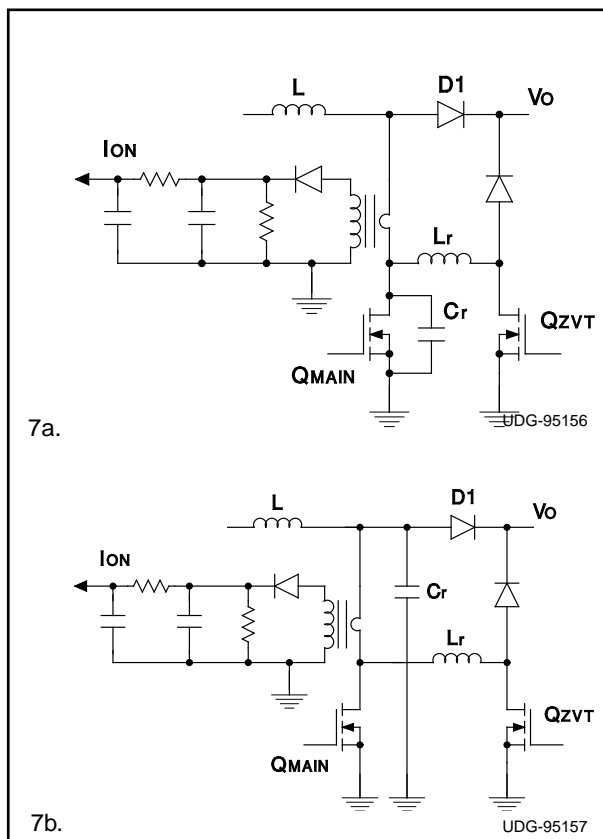 L
D1
Vo
ION
Lr
Cr
QMAIN
QZVT
7a.
UDG-95156
L
D1
Vo
ION
Cr
Lr
QMAIN
QZVT
7b.
UDG-95157